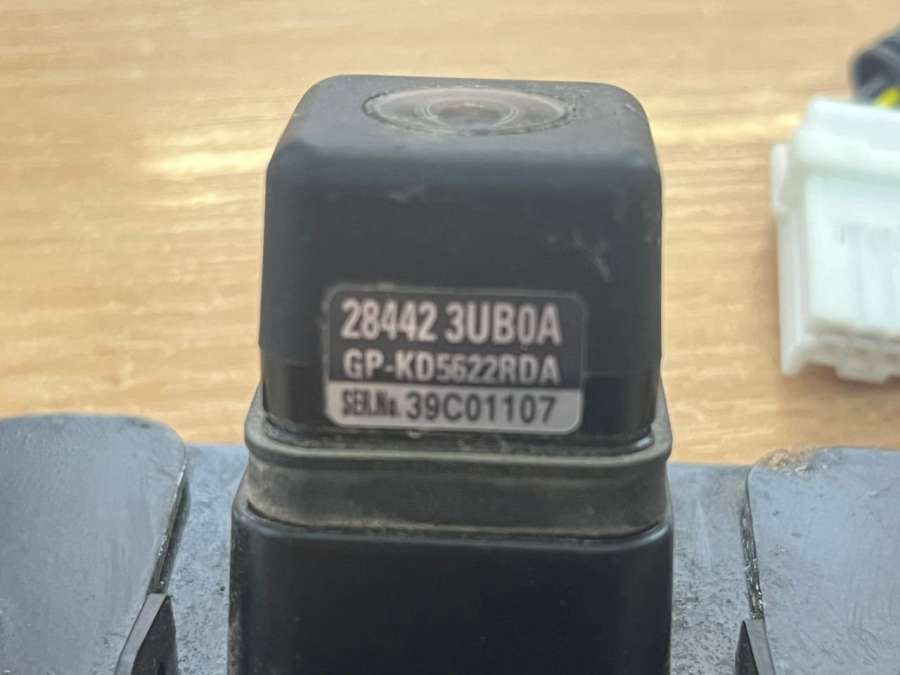 28442 3UB0A
GP-KD5622RDA
SER.No. 39C01107